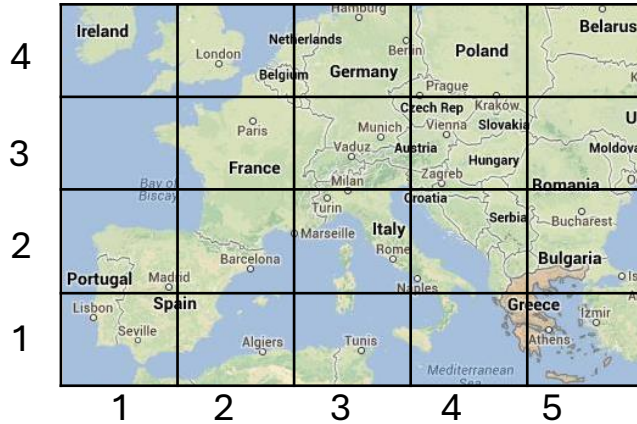 4
Ireland
London
Netherlands
Belgium
Hamburg
Berlin
Germany
Poland
Prague
Belarus
3
Paris
France
Bay of
Biscay
Munich
Vaduz
Milan
Czech Rep
Kraków
Vienna
Slovakia
Austria
Hungary
Zagreb
U
Moldova
Romania
2
Portugal
Madrid
Spain
Barcelona
Turin
Marseille
Italy
Rome
Naples
Croatia
Serbia
Bucharest
Bulgaria
Is
1
Lisbon
Seville
Algiers
Tunis
Mediterranean
Sea
Greece
Athens
Izmir
1 2 3 4 5